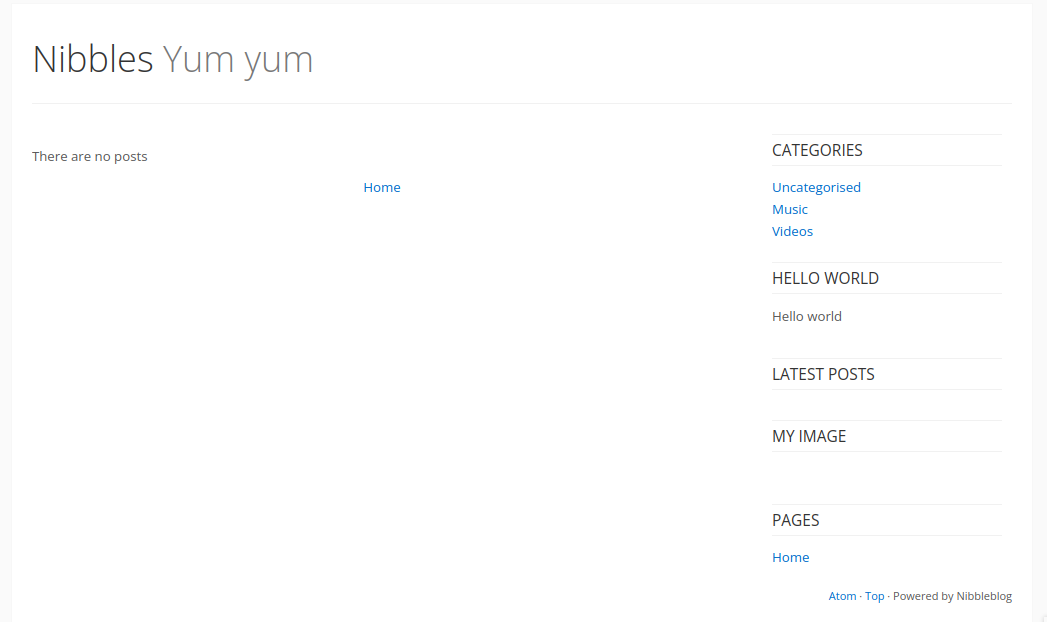 Nibbles Yum yum
There are no posts
Home
CATEGORIES
Uncategorised
Music
Videos
HELLO WORLD
Hello world
LATEST POSTS
MY IMAGE
PAGES
Home
Atom · Top · Powered by Nibbleblog